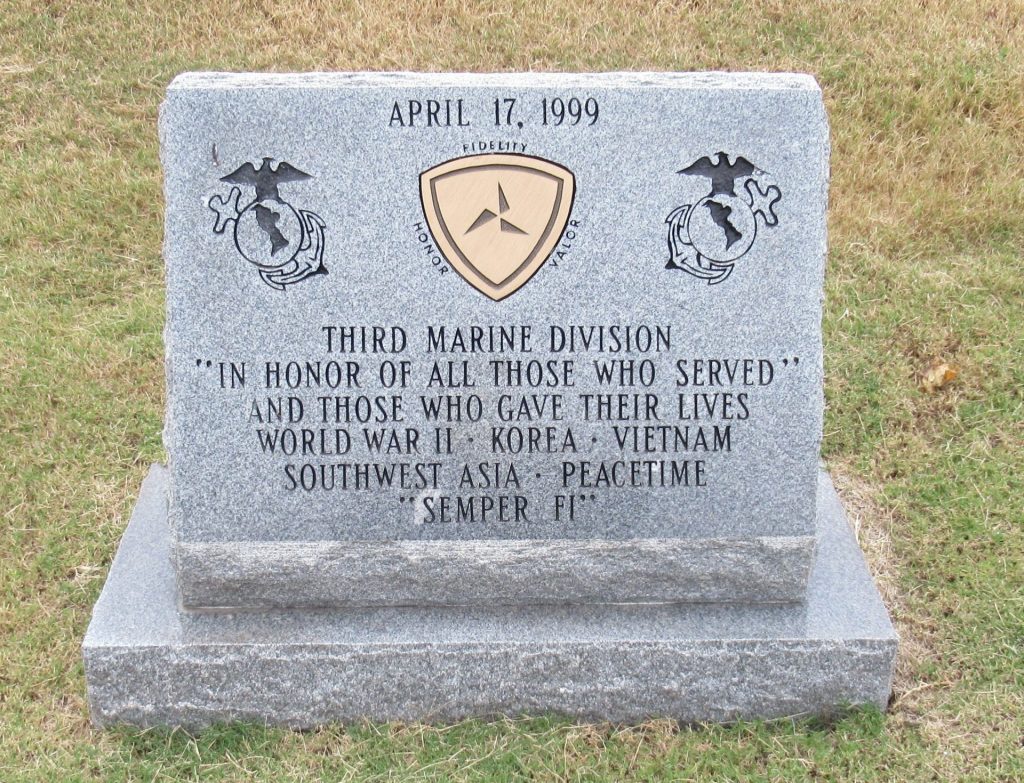 APRIL 17, 1999
FIDELITY
HONOR
VALOR
THIRD MARINE DIVISION
"IN HONOR OF ALL THOSE WHO SERVED"
AND THOSE WHO GAVE THEIR LIVES
WORLD WAR II · KOREA · VIETNAM
SOUTHWEST ASIA · PEACETIME
"SEMPER FI"